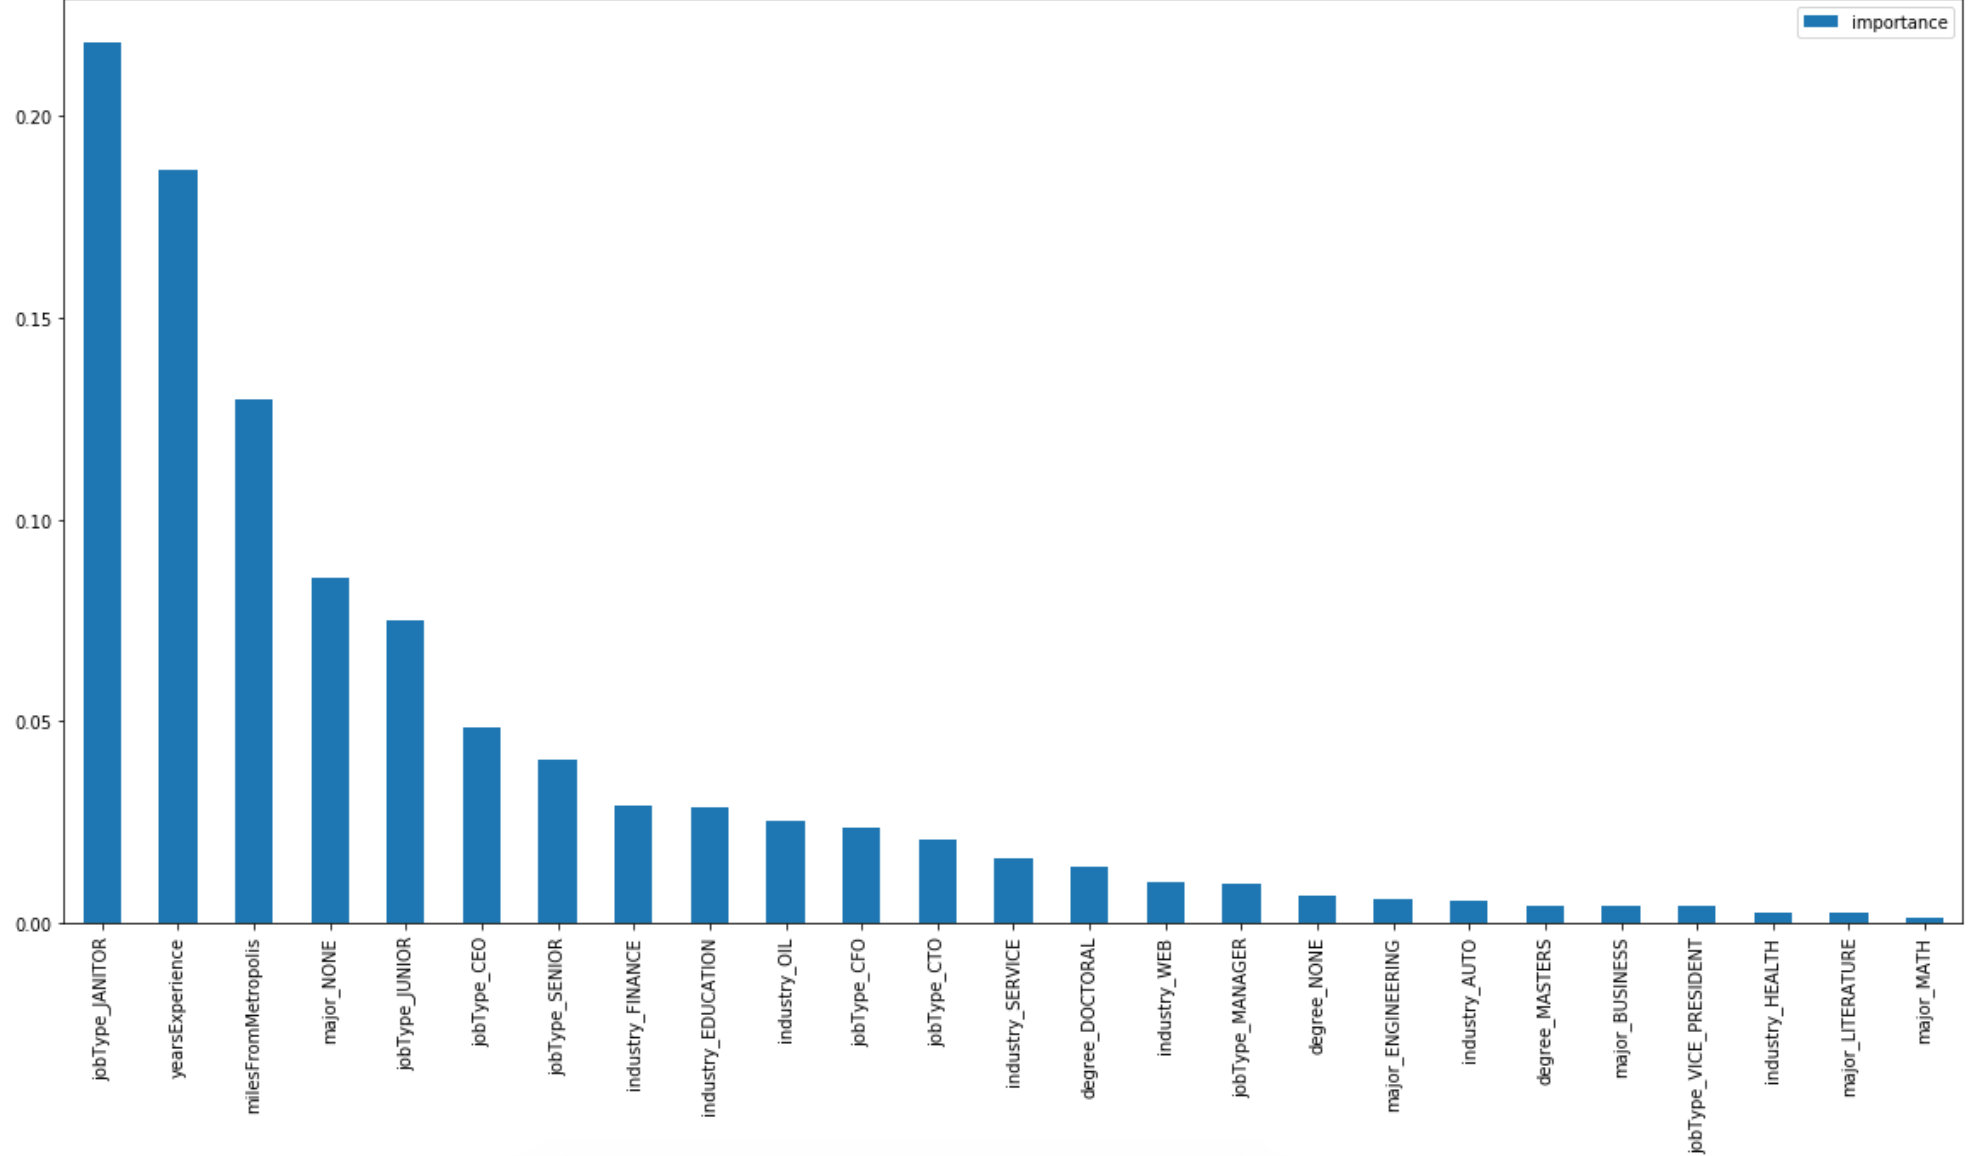 importance
0.20
0.15
0.10
0.05
0.00
jobType_JANITOR
yearsExperience
milesFromMetropolis
major_NONE
jobType_JUNIOR
jobType_CEO
jobType_SENIOR
industry_FINANCE
industry_EDUCATION
industry_OIL
jobType_CFO
jobType_CTO
industry_SERVICE
degree_DOCTORAL
industry_WEB
jobType_MANAGER
degree_NONE
major_ENGINEERING
industry_AUTO
degree_MASTERS
major_BUSINESS
jobType_VICE_PRESIDENT
industry_HEALTH
major_LITERATURE
major_MATH